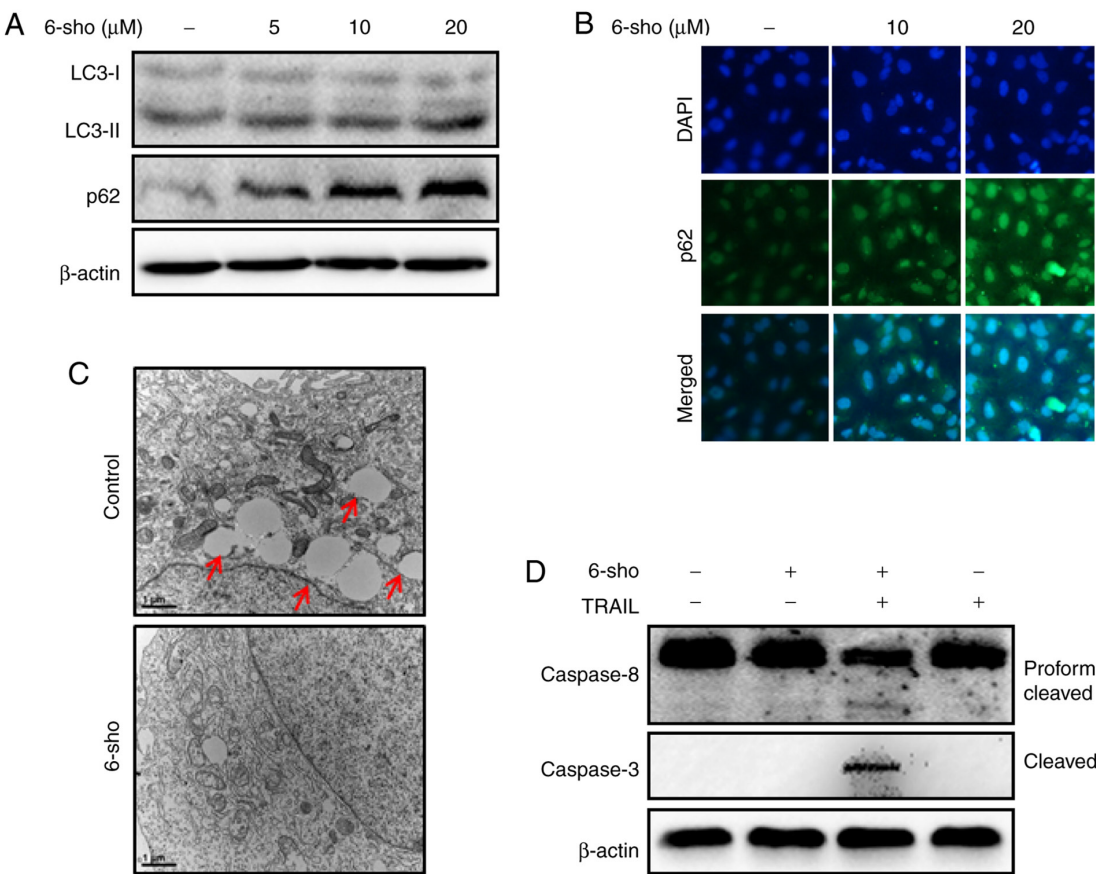 A
6-sho (μM) – 5 10 20
LC3-I
LC3-II
p62
β-actin
B
6-sho (μM) – 10 20
DAPI
p62
Merged
C
Control
1 μm
6-sho
1 μm
D
6-sho – + + –
TRAIL – – + +
Caspase-8
Proform
cleaved
Caspase-3
Cleaved
β-actin